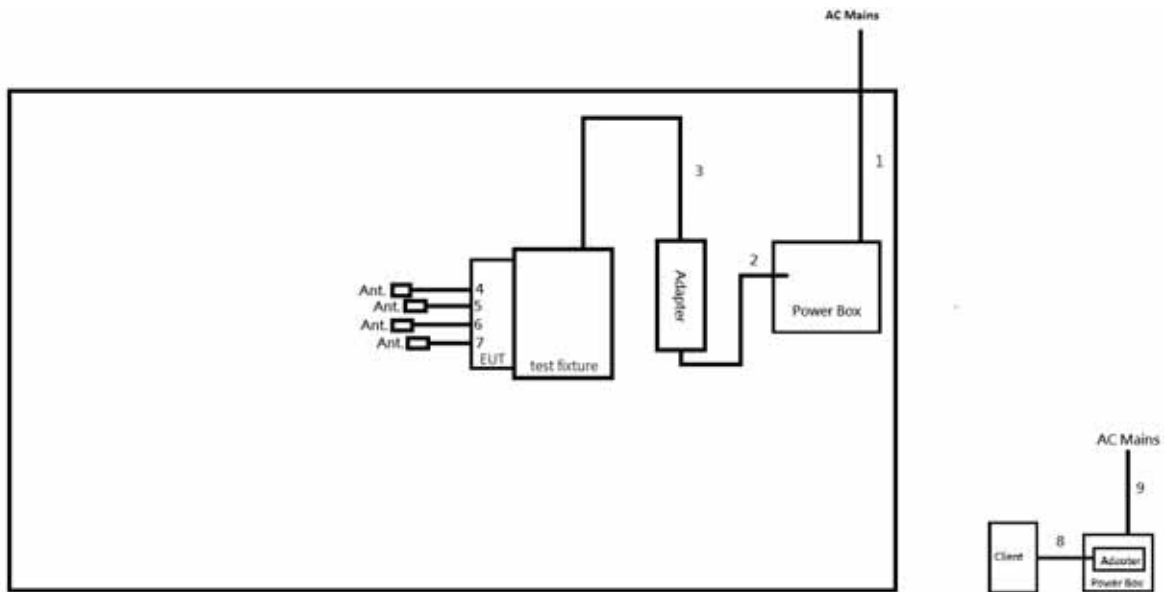 AC Mains
1
3
2
Adapter
Power Box
Ant.
4
Ant.
5
Ant.
6
Ant.
7
EUT
test fixture
AC Mains
9
8
Client
Adapter
Power Box